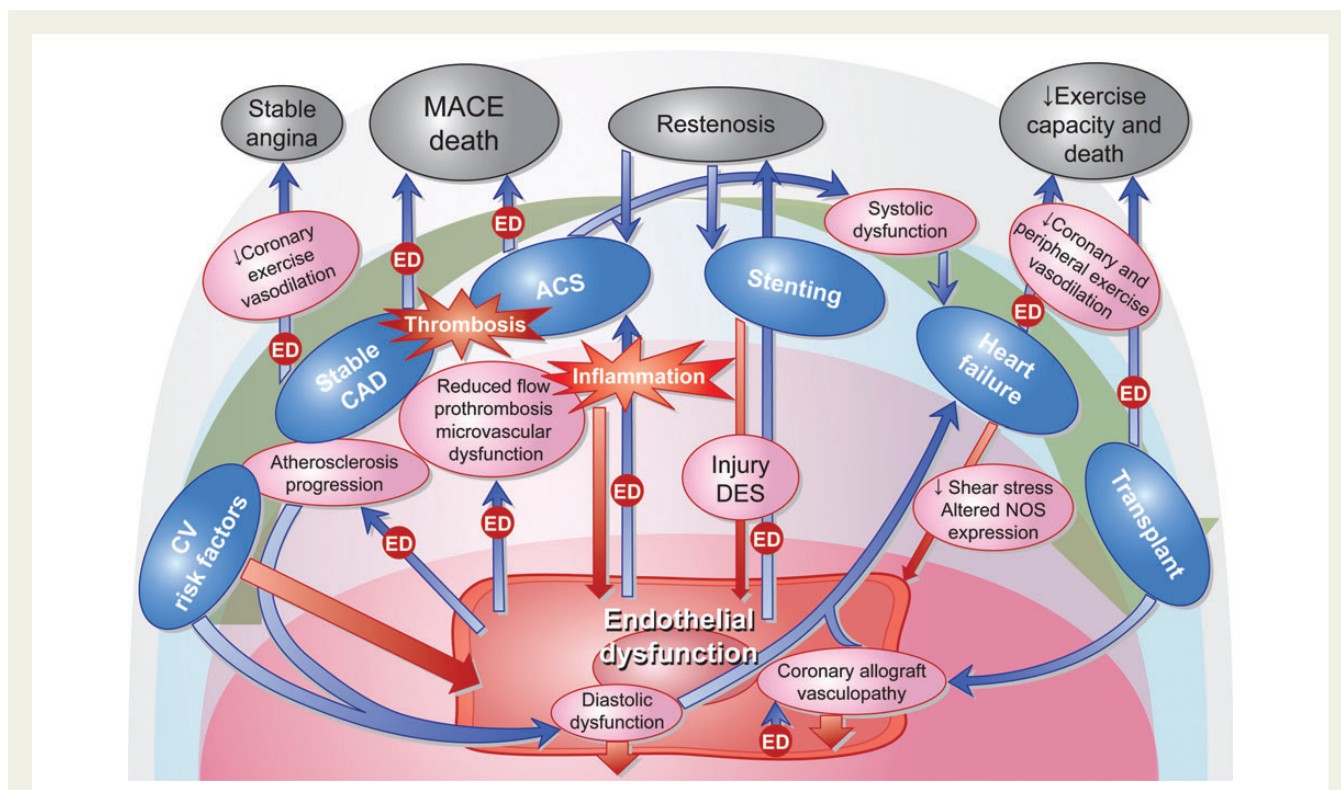 Stable
angina
MACE
death
Restenosis
↓Exercise
capacity and
death
↓Coronary
exercise
vasodilation
ED
ED
ED
Systolic
dysfunction
↓Coronary and
peripheral exercise
vasodilation
ED
ED
ACS
Stenting
Thrombosis
Stable
CAD
Heart
failure
Reduced flow
prothrombosis
microvascular
dysfunction
Inflammation
Atherosclerosis
progression
Injury
DES
↓ Shear stress
Altered NOS
expression
CV
risk factors
Transplant
ED
ED
ED
ED
Endothelial
dysfunction
Diastolic
dysfunction
Coronary allograft
vasculopathy
ED